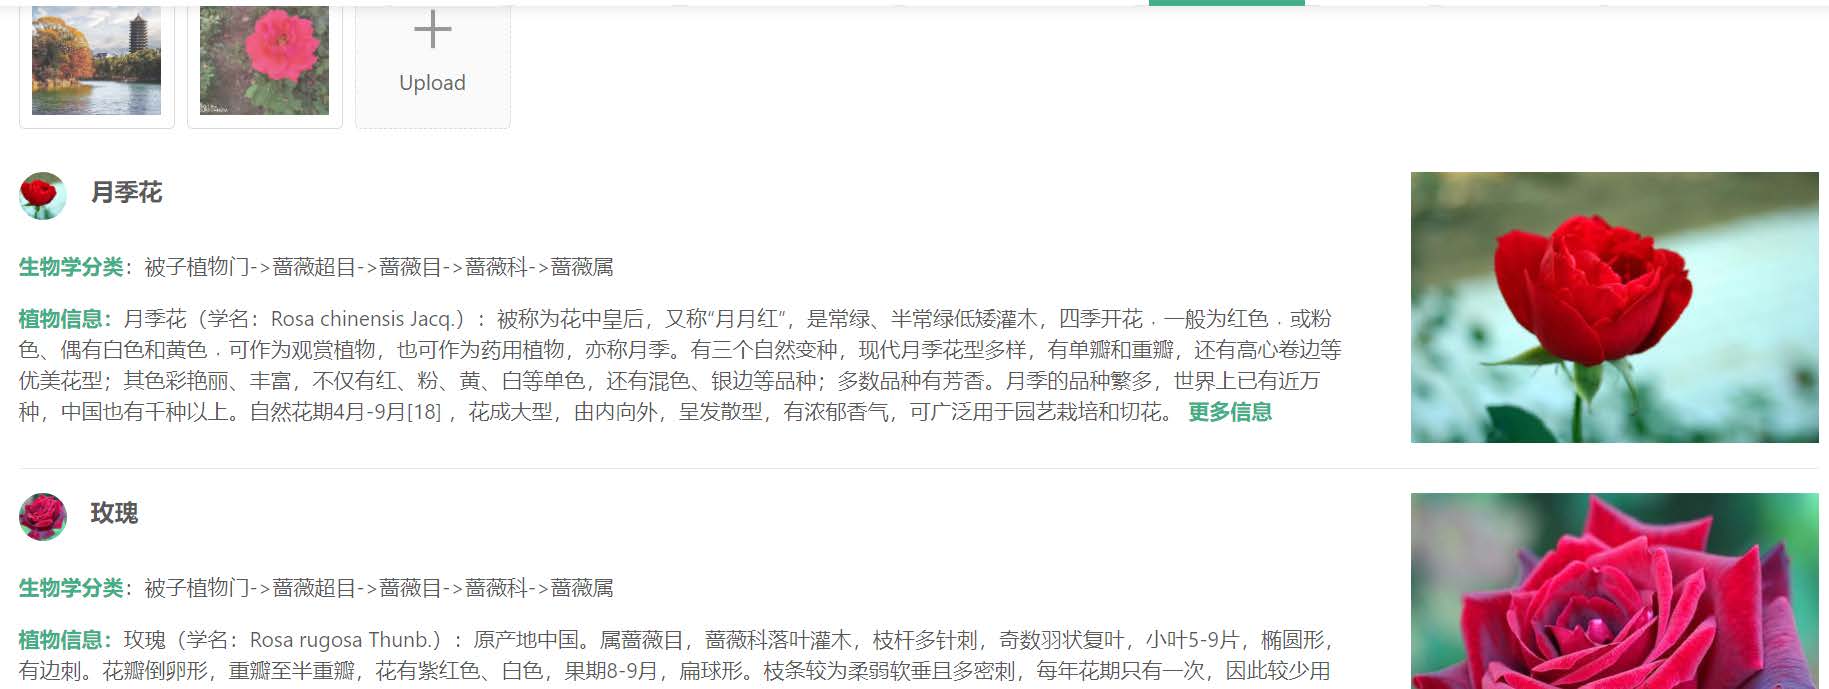 Upload
月季花
生物学分类：被子植物门->蔷薇超目->蔷薇目->蔷薇科->蔷薇属
植物信息：月季花（学名：Rosa chinensis Jacq.）：被称为花中皇后，又称“月月红”，是常绿、半常绿低矮灌木，四季开花﹒一般为红色﹒或粉
色、偶有白色和黄色﹒可作为观赏植物，也可作为药用植物，亦称月季。有三个自然变种，现代月季花型多样，有单瓣和重瓣，还有高心卷边等
优美花型；其色彩艳丽、丰富，不仅有红、粉、黄、白等单色，还有混色、银边等品种；多数品种有芳香。月季的品种繁多，世界上已有近万
种，中国也有千种以上。自然花期4月-9月[18] ，花成大型，由内向外，呈发散型，有浓郁香气，可广泛用于园艺栽培和切花。 更多信息
玫瑰
生物学分类：被子植物门->蔷薇超目->蔷薇目->蔷薇科->蔷薇属
植物信息：玫瑰（学名：Rosa rugosa Thunb.）：原产地中国。属蔷薇目，蔷薇科落叶灌木，枝杆多针刺，奇数羽状复叶，小叶5-9片，椭圆形，
有边刺。花瓣倒卵形，重瓣至半重瓣，花有紫红色、白色，果期8-9月，扁球形。枝条较为柔弱软垂且多密刺，每年花期只有一次，因此较少用